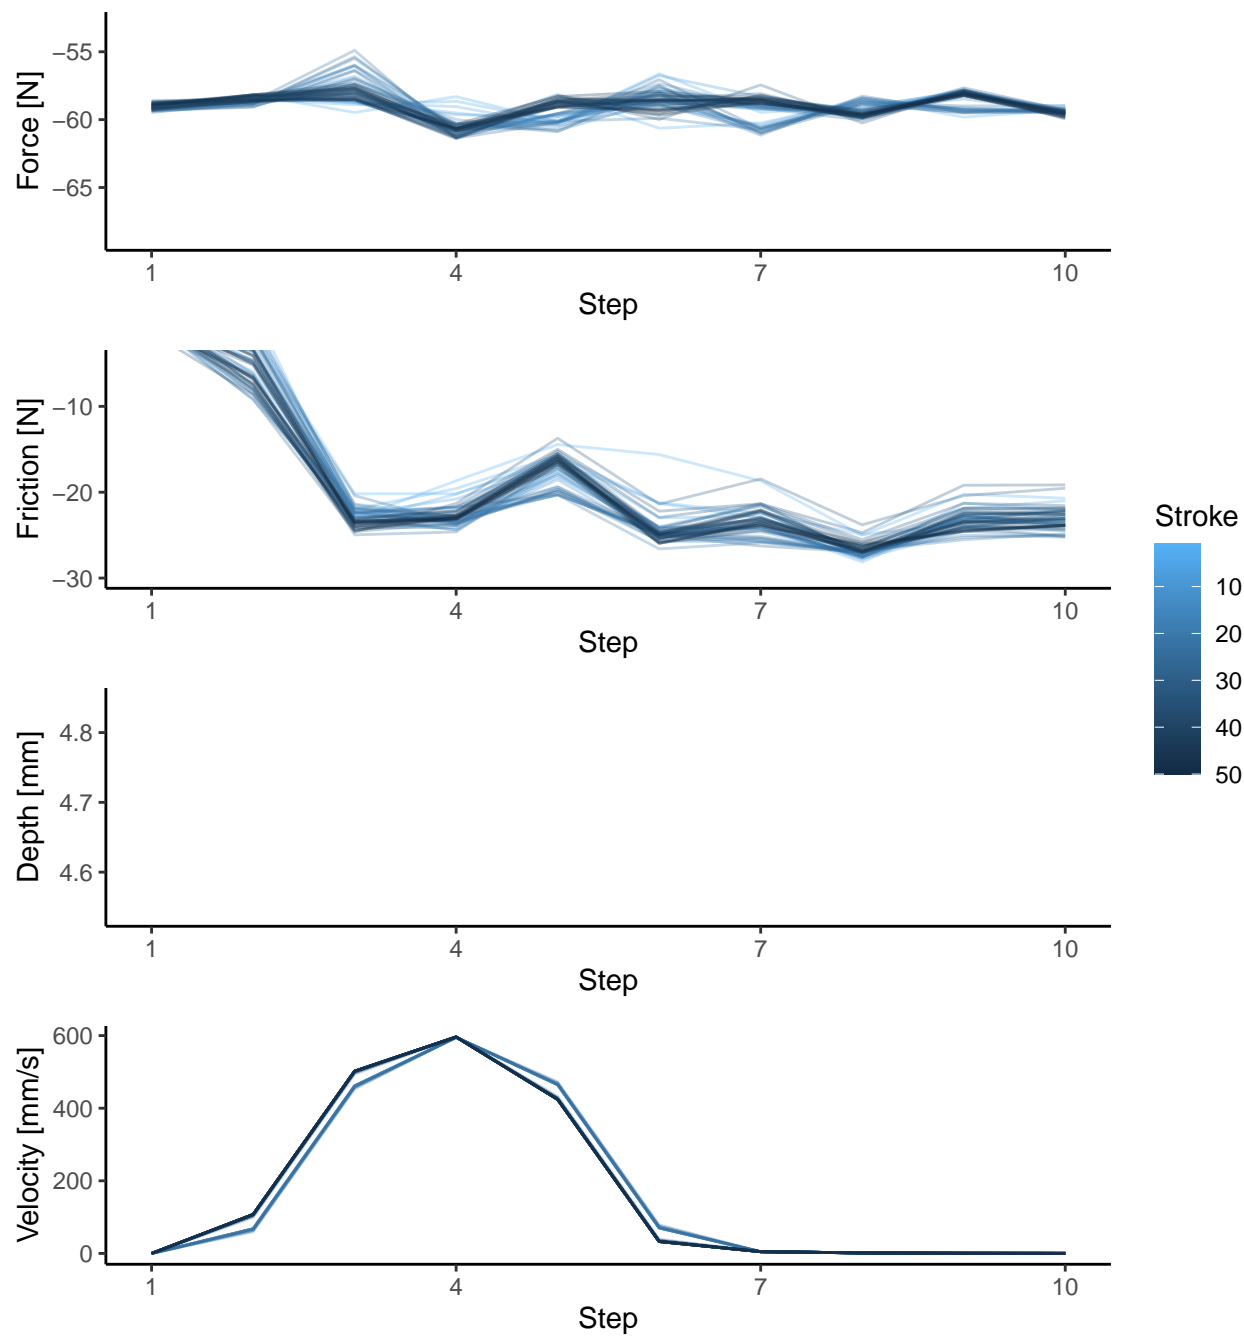 Force [N]
−55
−60
−65
1 4 7 10
Step
Friction [N]
−10
−20
−30
1 4 7 10
Step
Depth [mm]
4.8
4.7
4.6
1 4 7 10
Step
Velocity [mm/s]
600
400
200
0
1 4 7 10
Step
Stroke
10
20
30
40
50